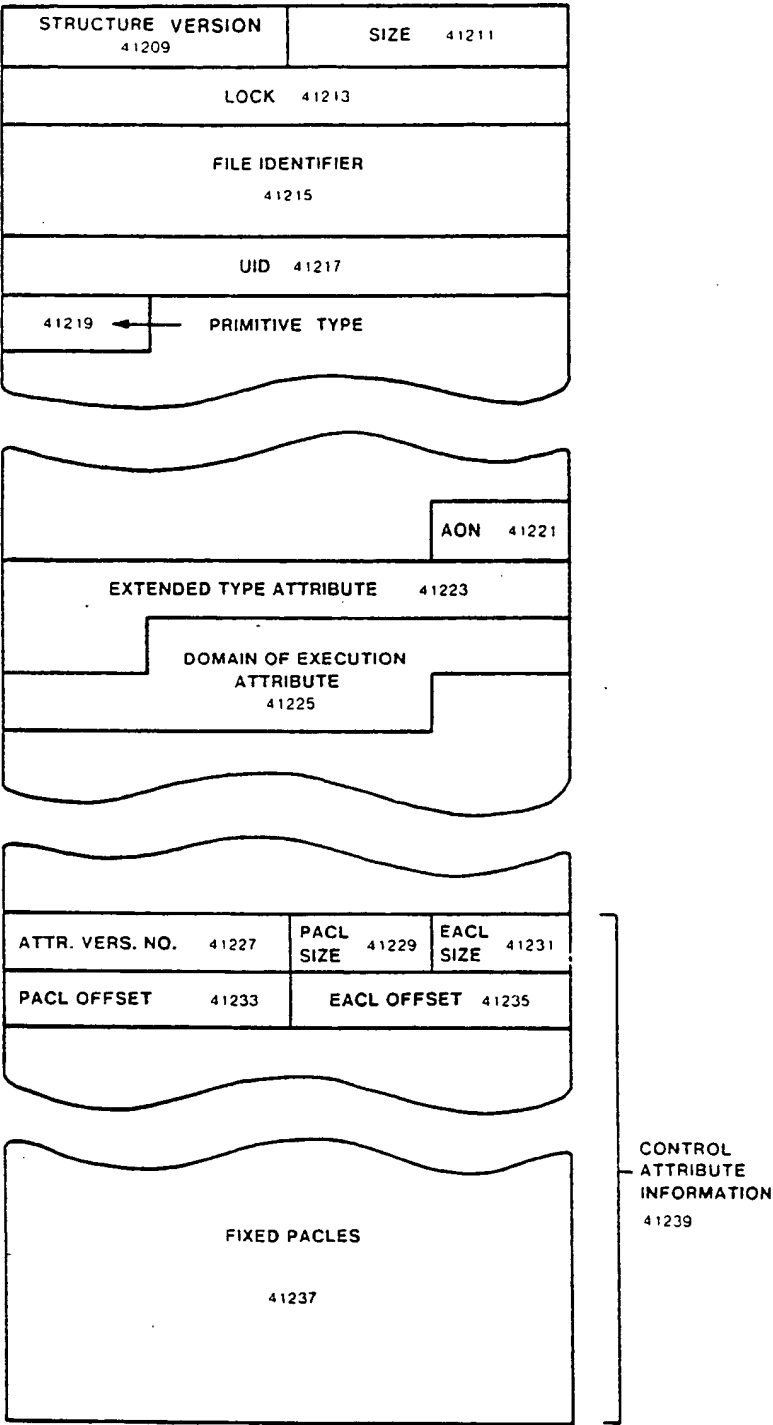 STRUCTURE VERSION
41209
SIZE 41211
LOCK 41213
FILE IDENTIFIER
41215
UID 41217
41219
PRIMITIVE TYPE
AON 41221
EXTENDED TYPE ATTRIBUTE 41223
DOMAIN OF EXECUTION
ATTRIBUTE
41225
ATTR. VERS. NO. 41227
PACL
SIZE 41229
EACL
SIZE 41231
PACL OFFSET 41233
EACL OFFSET 41235
CONTROL
ATTRIBUTE
INFORMATION
41239
FIXED PACLES
41237